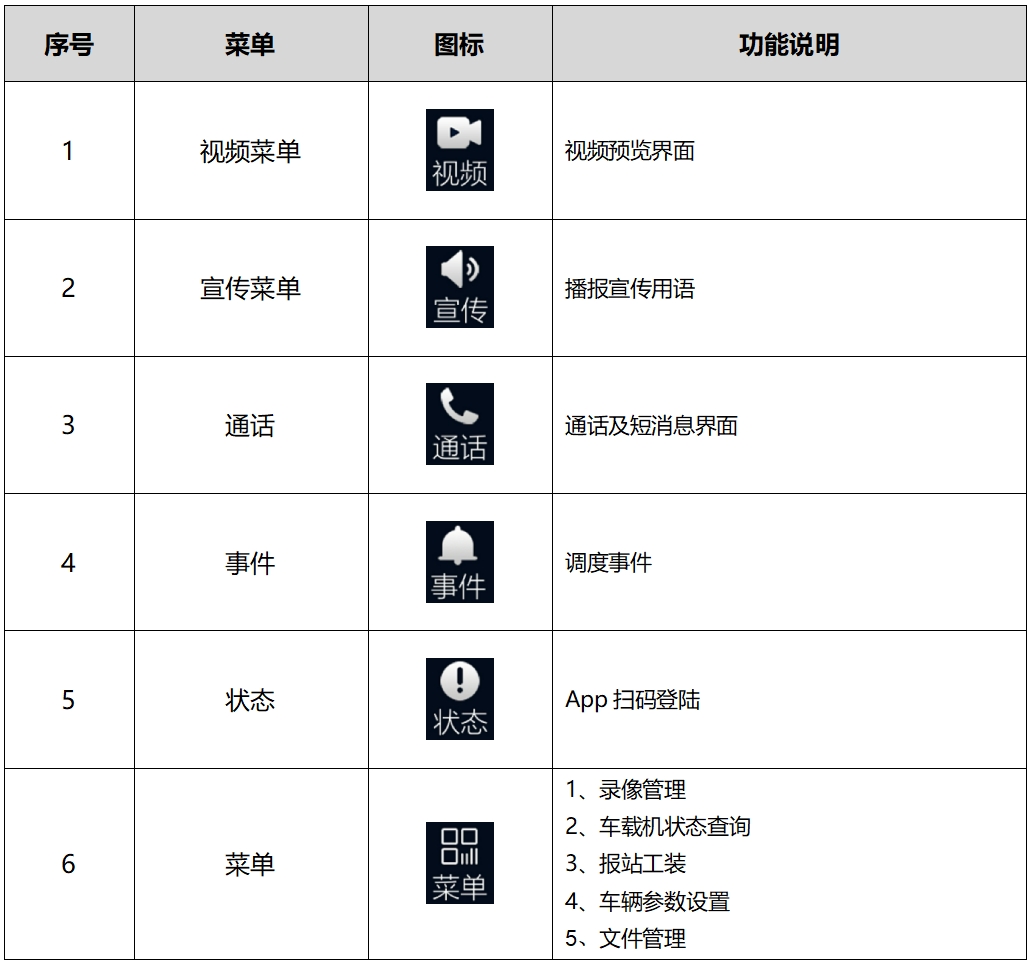 序号 菜单 图标 功能说明
1 视频菜单 视频 视频预览界面
2 宣传菜单 宣传 播报宣传用语
3 通话 通话 通话及短消息界面
4 事件 事件 调度事件
5 状态 状态 App 扫码登陆
6 菜单 菜单
1、录像管理
2、车载机状态查询
3、报站工装
4、车辆参数设置
5、文件管理